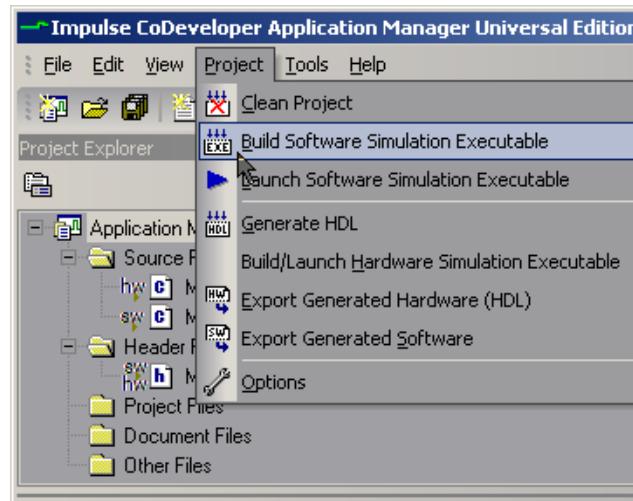 Impulse CoDeveloper Application Manager Universal Edition
File Edit View Project Tools Help
Clean Project
Project Explorer
Build Software Simulation Executable
Launch Software Simulation Executable
Application M
Generate HDL
Source F
Build/Launch Hardware Simulation Executable
hw C M
Export Generated Hardware (HDL)
sw C M
Export Generated Software
Header F
sw hw h M
Options
Project Files
Document Files
Other Files